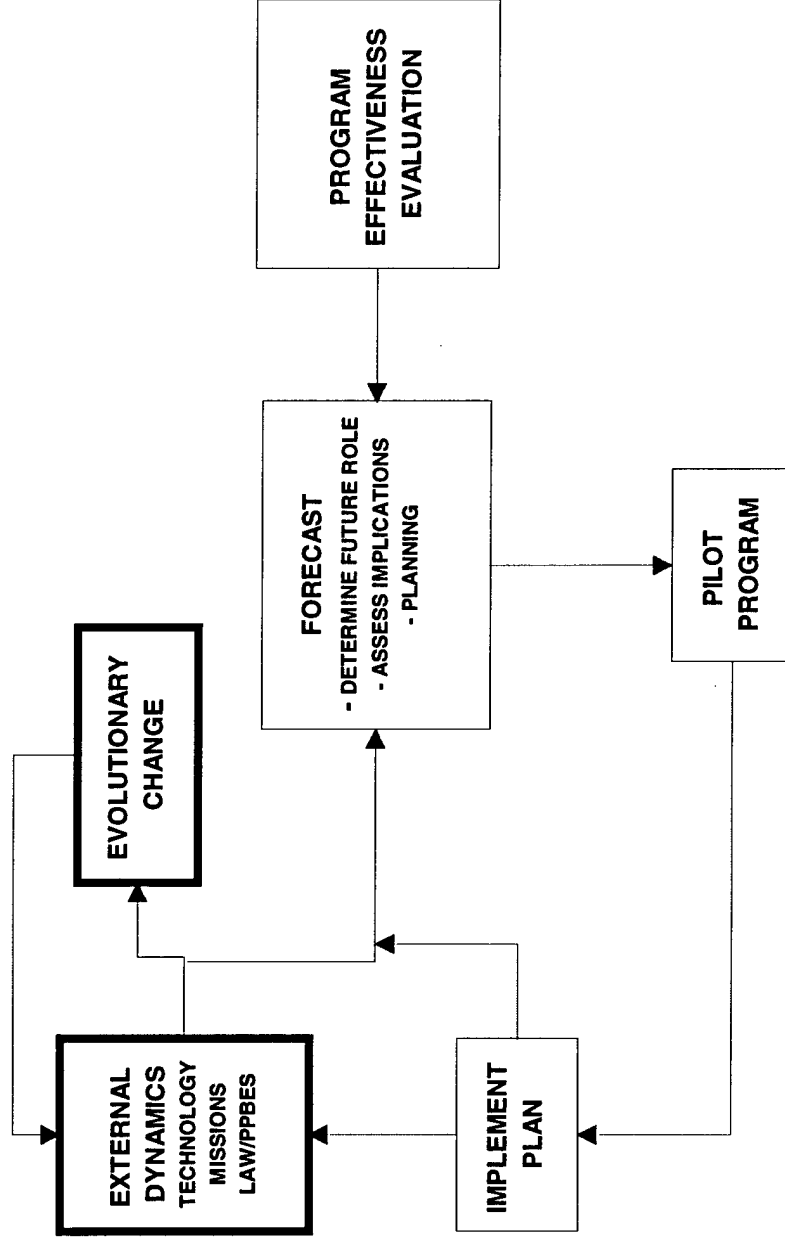 EXTERNAL
DYNAMICS
TECHNOLOGY
MISSIONS
LAW/PPBES
EVOLUTIONARY
CHANGE
IMPLEMENT
PLAN
FORECAST
- DETERMINE FUTURE ROLE
- ASSESS IMPLICATIONS
- PLANNING
PROGRAM
EFFECTIVENESS
EVALUATION
PILOT
PROGRAM